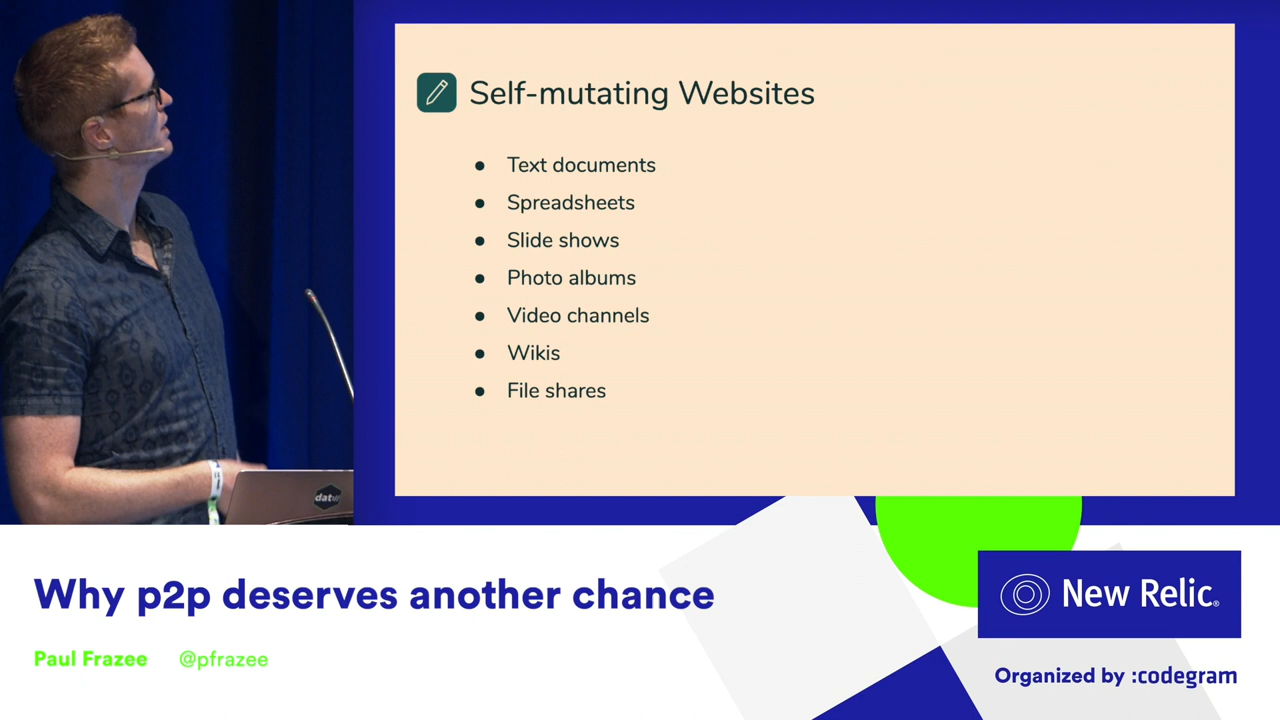 Self-mutating Websites
● Text documents
● Spreadsheets
● Slide shows
● Photo albums
● Video channels
● Wikis
● File shares
dat://
Why p2p deserves another chance
Paul Frazee @pfrazee
New Relic®
Organized by :codegram